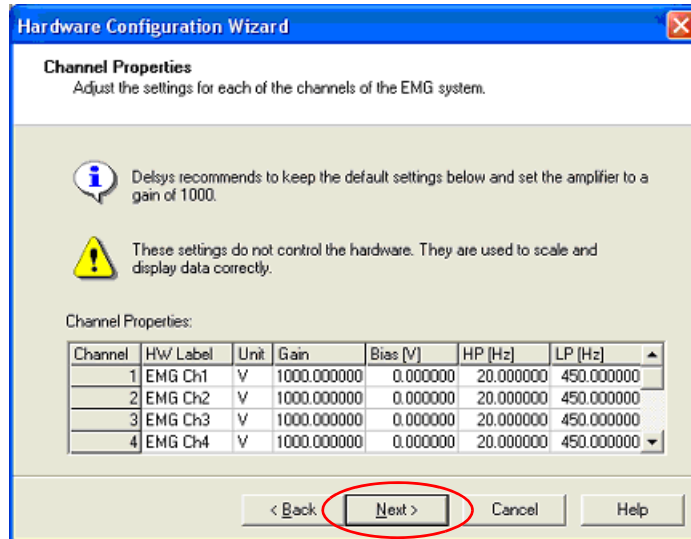 Hardware Configuration Wizard
Channel Properties
Adjust the settings for each of the channels of the EMG system.
Delsys recommends to keep the default settings below and set the amplifier to a
gain of 1000.
These settings do not control the hardware. They are used to scale and
display data correctly.
Channel Properties:
Channel HW Label Unit Gain Bias [V] HP [Hz] LP [Hz]
1 EMG Ch1 V 1000.000000 0.000000 20.000000 450.000000
2 EMG Ch2 V 1000.000000 0.000000 20.000000 450.000000
3 EMG Ch3 V 1000.000000 0.000000 20.000000 450.000000
4 EMG Ch4 V 1000.000000 0.000000 20.000000 450.000000
< Back Next > Cancel Help